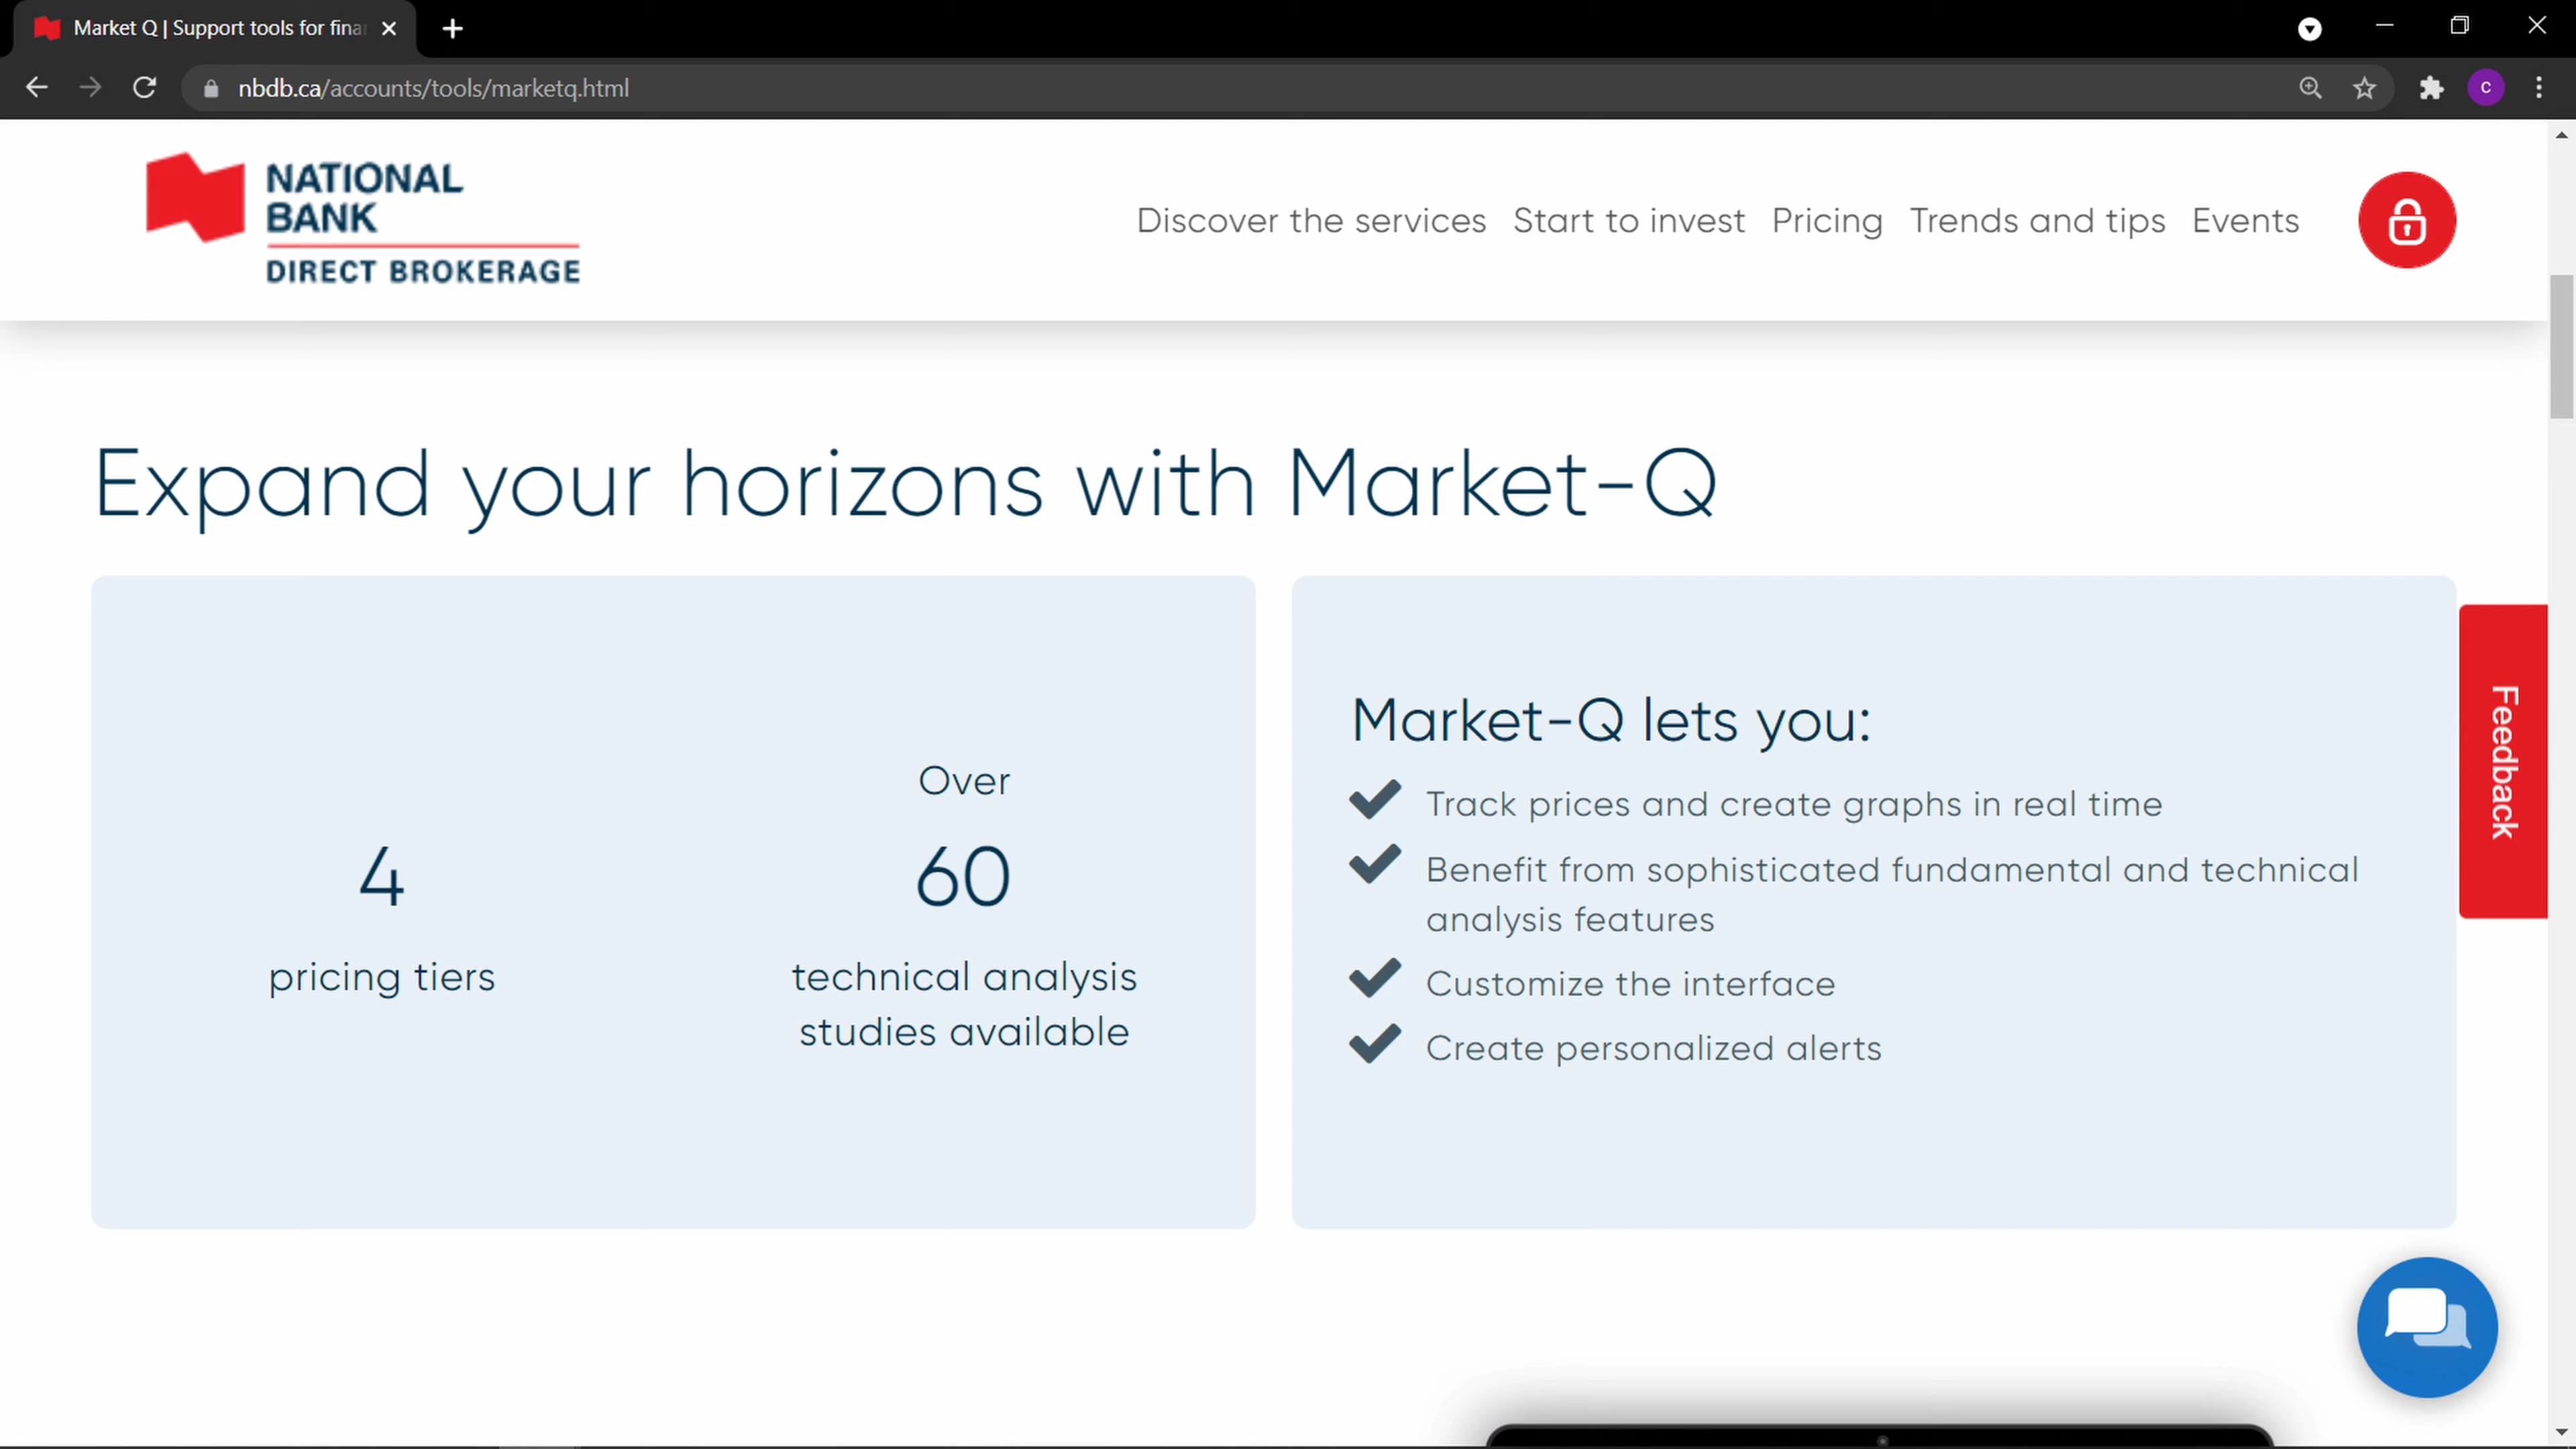 Market Q | Support tools for fina
nbdb.ca/accounts/tools/marketq.html
C
NATIONAL
BANK
DIRECT BROKERAGE
Discover the services Start to invest Pricing Trends and tips Events
Expand your horizons with Market-Q
4
pricing tiers
Over
60
technical analysis
studies available
Market-Q lets you:
Track prices and create graphs in real time
Benefit from sophisticated fundamental and technical
analysis features
Customize the interface
Create personalized alerts
Feedback